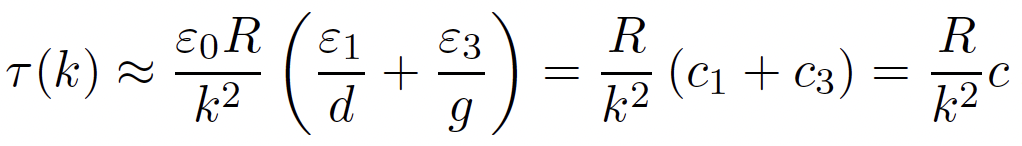 τ(k) ≈ ε₀R/k² (ε₁/d + ε₃/g) = R/k² (c₁ + c₃) = R/k² c